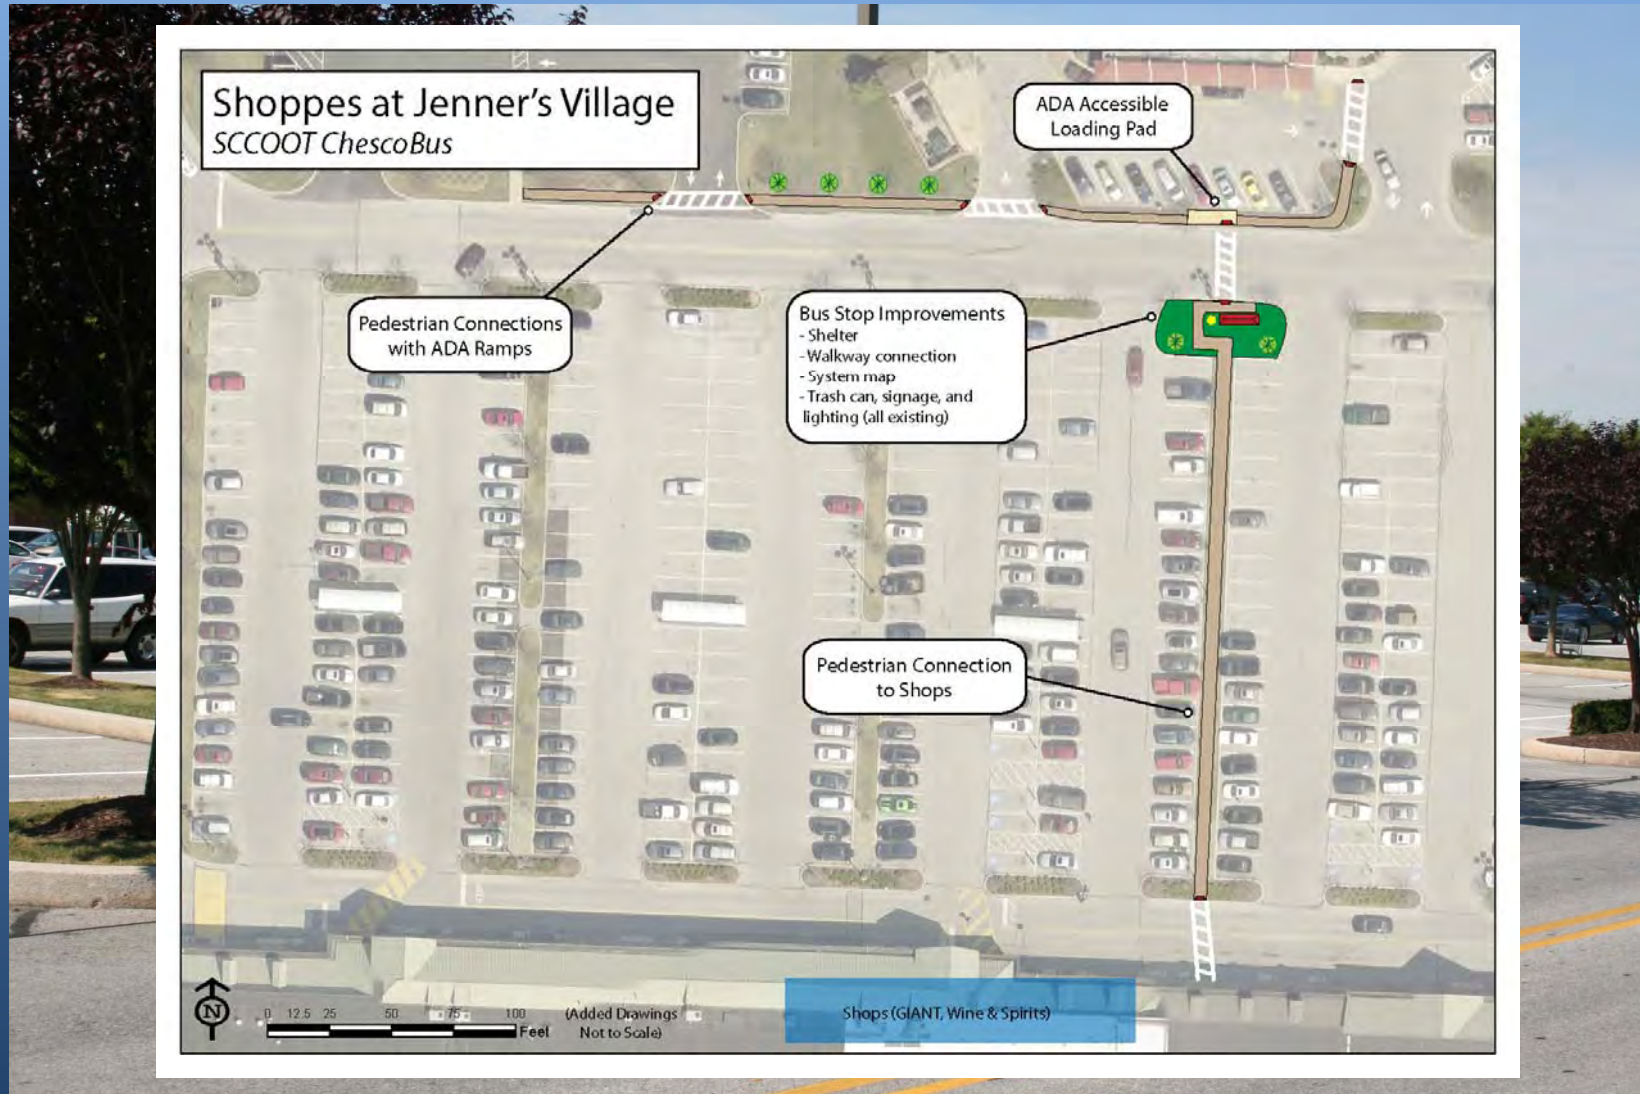 Shoppes at Jenner's Village
SCCOOT ChescoBus
ADA Accessible
Loading Pad
Pedestrian Connections
with ADA Ramps
Bus Stop Improvements
- Shelter
- Walkway connection
- System map
- Trash can, signage, and
lighting (all existing)
Pedestrian Connection
to Shops
N
0 12.5 25 50 75 100
Feet
(Added Drawings
Not to Scale)
Shops (GIANT, Wine & Spirits)